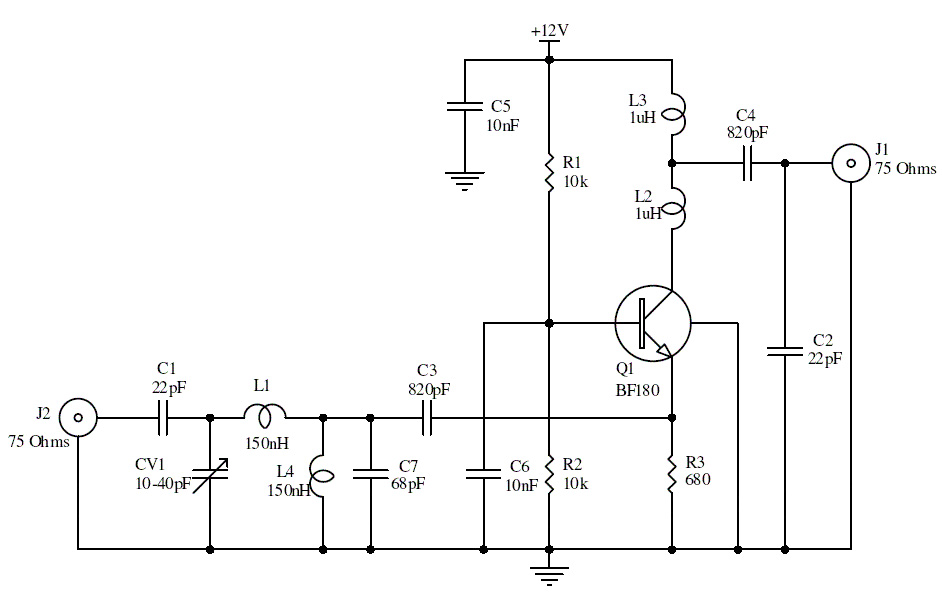 +12V
C5
10nF
L3
1uH
C4
820pF
J1
75 Ohms
R1
10k
L2
1uH
Q1
BF180
C2
22pF
C1
22pF
L1
150nH
C3
820pF
J2
75 Ohms
CV1
10-40pF
L4
150nH
C7
68pF
C6
10nF
R2
10k
R3
680